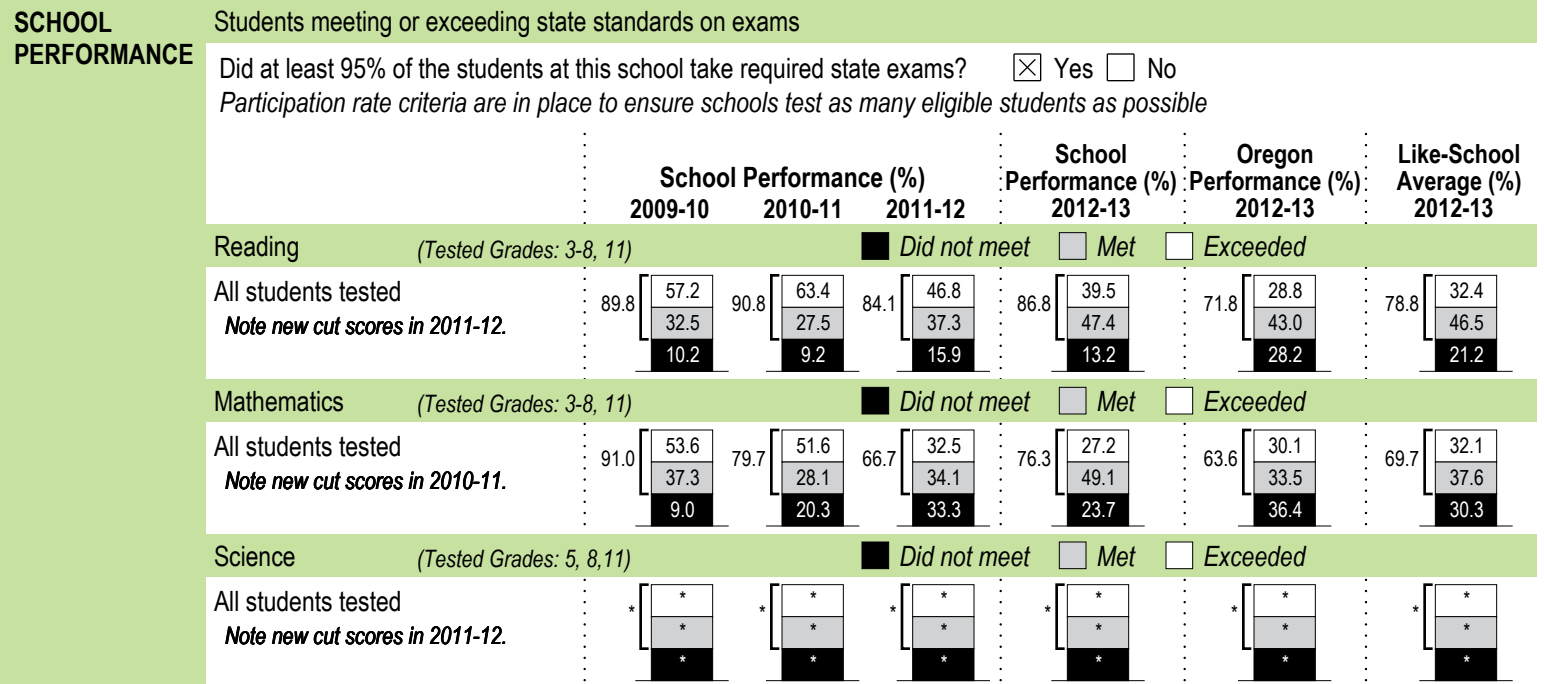 SCHOOL PERFORMANCE
Students meeting or exceeding state standards on exams
Did at least 95% of the students at this school take required state exams? ☒ Yes ☐ No
Participation rate criteria are in place to ensure schools test as many eligible students as possible
School Performance (%) School Performance (%) Oregon Performance (%) Like-School Average (%)
2009-10 2010-11 2011-12 2012-13 2012-13 2012-13
Reading (Tested Grades: 3-8, 11) Did not meet Met Exceeded
All students tested
Note new cut scores in 2011-12.
89.8 57.2 90.8 63.4 84.1 46.8 86.8 39.5 71.8 28.8 78.8 32.4
32.5 27.5 37.3 47.4 43.0 46.5
10.2 9.2 15.9 13.2 28.2 21.2
Mathematics (Tested Grades: 3-8, 11) Did not meet Met Exceeded
All students tested
Note new cut scores in 2010-11.
91.0 53.6 79.7 51.6 66.7 32.5 76.3 27.2 63.6 30.1 69.7 32.1
37.3 28.1 34.1 49.1 33.5 37.6
9.0 20.3 33.3 23.7 36.4 30.3
Science (Tested Grades: 5, 8,11) Did not meet Met Exceeded
All students tested
Note new cut scores in 2011-12.
* * * * * * * * * * * *
* * * * * *
* * * * * *